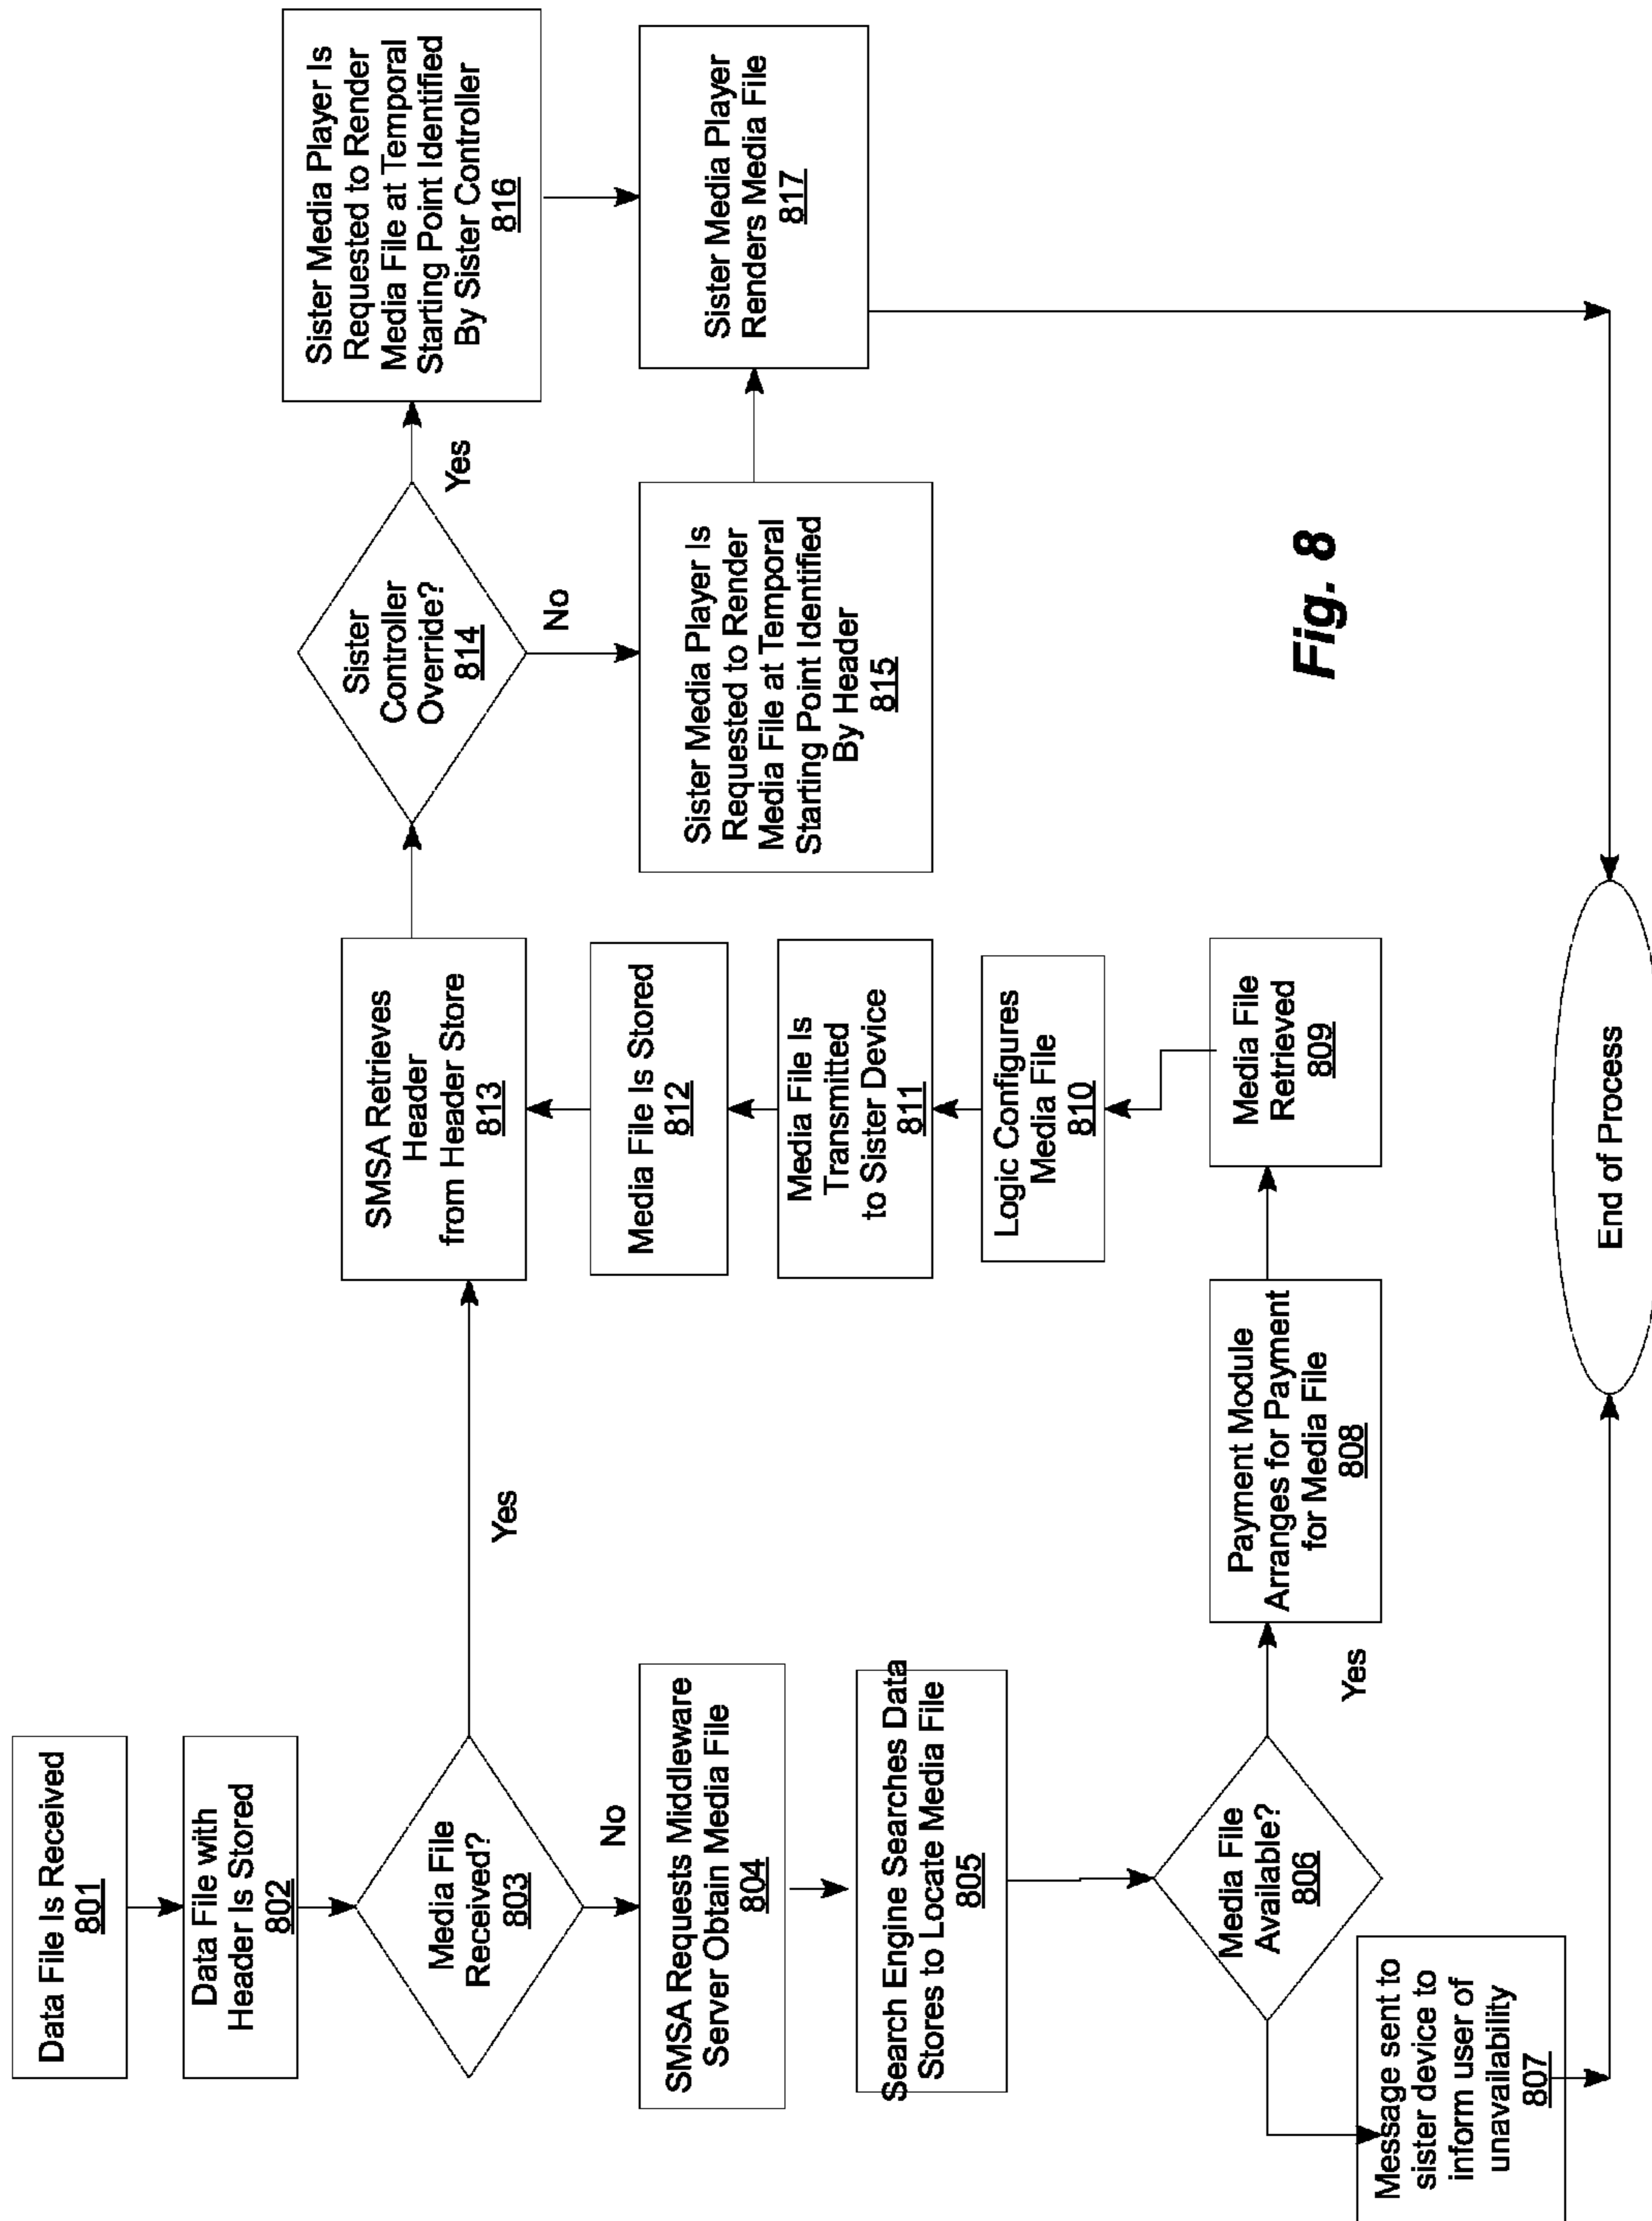 Data File Is Received
801
Data File with
Header Is Stored
802
Media File
Received?
803
Yes
No
SMSA Requests Middleware
Server Obtain Media File
804
Search Engine Searches Data
Stores to Locate Media File
805
Media File
Available?
806
Yes
Message sent to
sister device to
inform user of
unavailability
807
Payment Module
Arranges for Payment
for Media File
808
Media File
Retrieved
809
Logic Configures
Media File
810
Media File Is
Transmitted
to Sister Device
811
Media File Is Stored
812
SMSA Retrieves
Header
from Header Store
813
Sister
Controller
Override?
814
Yes
No
Sister Media Player Is
Requested to Render
Media File at Temporal
Starting Point Identified
By Header
815
Sister Media Player Is
Requested to Render
Media File at Temporal
Starting Point Identified
By Sister Controller
816
Sister Media Player
Renders Media File
817
End of Process
Fig. 8